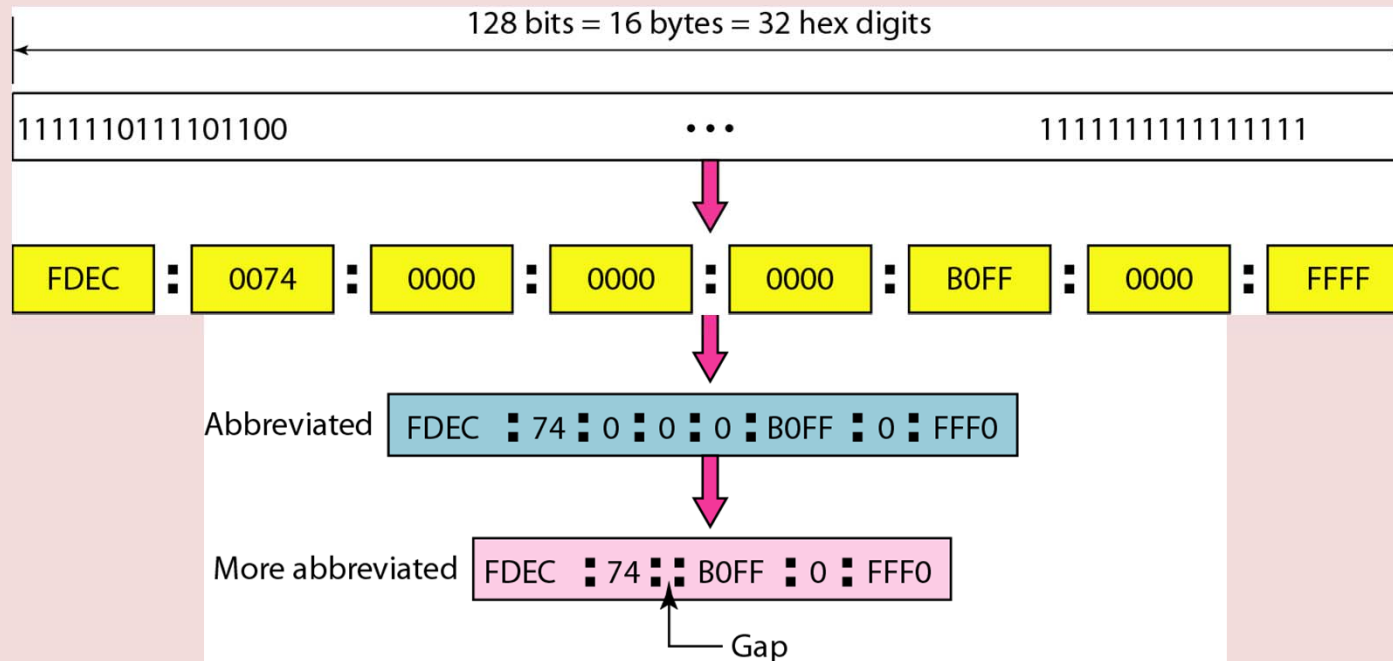 128 bits = 16 bytes = 32 hex digits
1111110111101100 • • • 1111111111111111
FDEC : 0074 : 0000 : 0000 : 0000 : B0FF : 0000 : FFFF
Abbreviated FDEC : 74 : 0 : 0 : 0 : B0FF : 0 : FFF0
More abbreviated FDEC : 74 : : B0FF : 0 : FFF0
Gap